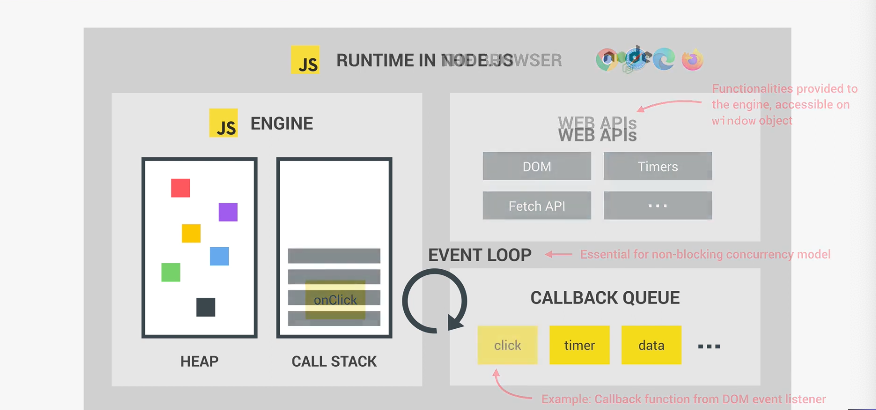 JS RUNTIME IN NODE.JS BROWSER
Functionalities provided to
the engine, accessible on
window object
JS ENGINE
WEB APIs
WEB APIs
DOM
Timers
Fetch API
...
EVENT LOOP
Essential for non-blocking concurrency model
onClick
CALLBACK QUEUE
click
timer
data
...
HEAP
CALL STACK
Example: Callback function from DOM event listener